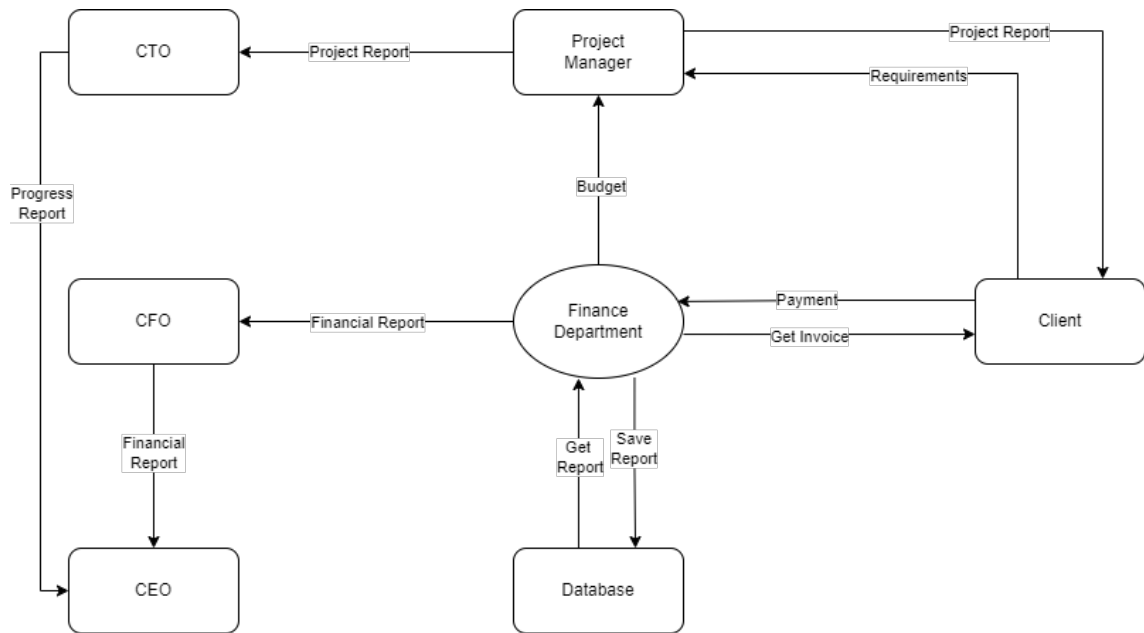 CTO
Project Report
Project
Manager
Project Report
Requirements
Progress
Report
Budget
CFO
Financial Report
Finance
Department
Payment
Get Invoice
Client
Financial
Report
Get
Report
Save
Report
CEO
Database